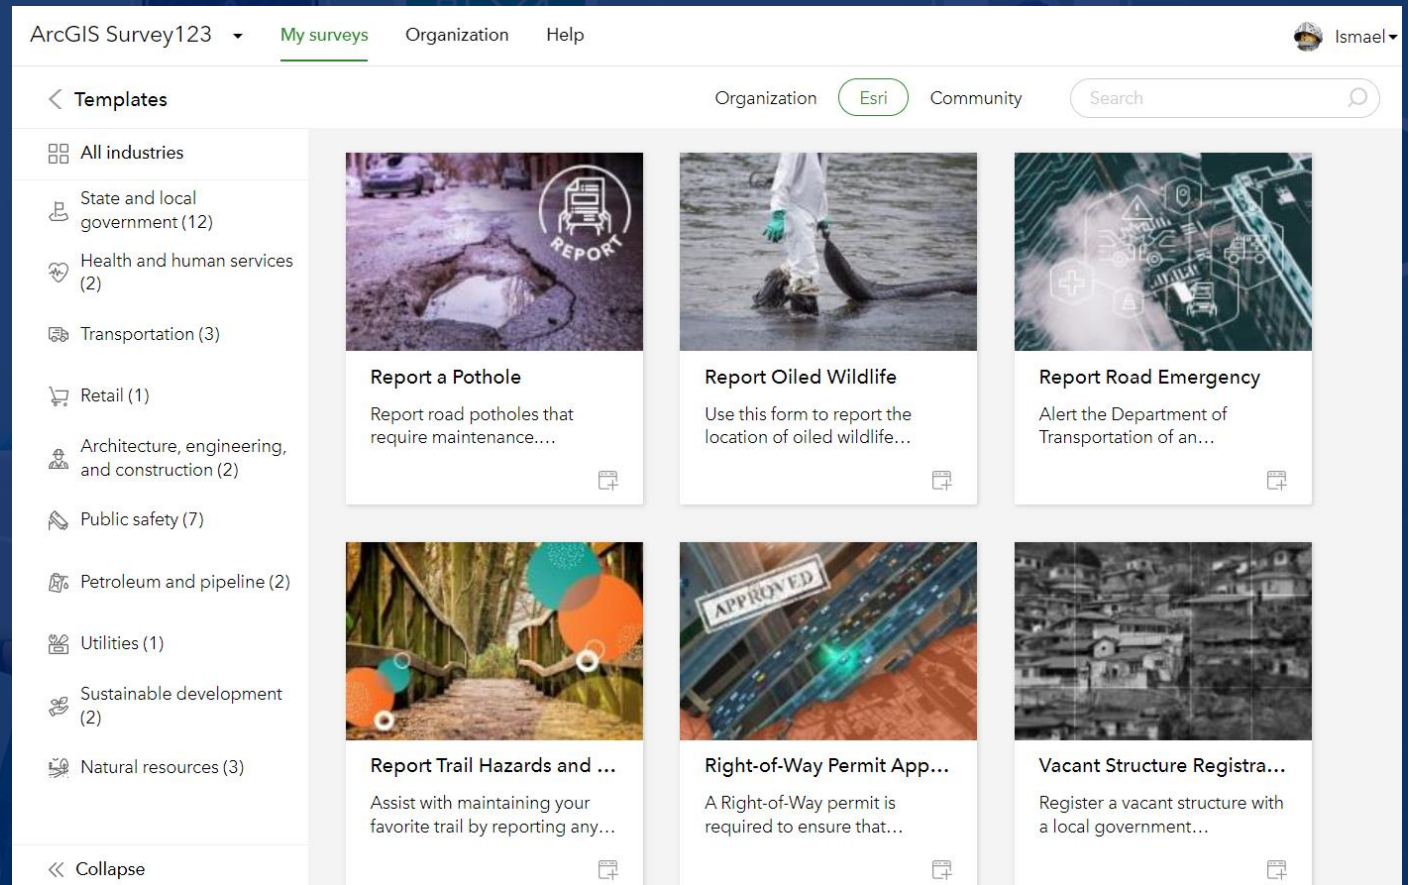 ArcGIS Survey123
My surveys
Organization
Help
Ismael
Templates
Organization
Esri
Community
Search
All industries
State and local
government (12)
Health and human services
(2)
Transportation (3)
Retail (1)
Architecture, engineering,
and construction (2)
Public safety (7)
Petroleum and pipeline (2)
Utilities (1)
Sustainable development
(2)
Natural resources (3)
Collapse
REPORT
Report a Pothole
Report road potholes that
require maintenance....
Report Oiled Wildlife
Use this form to report the
location of oiled wildlife...
Report Road Emergency
Alert the Department of
Transportation of an...
Report Trail Hazards and ...
Assist with maintaining your
favorite trail by reporting any...
APPROVED
Right-of-Way Permit App...
A Right-of-Way permit is
required to ensure that...
Vacant Structure Registra...
Register a vacant structure with
a local government...